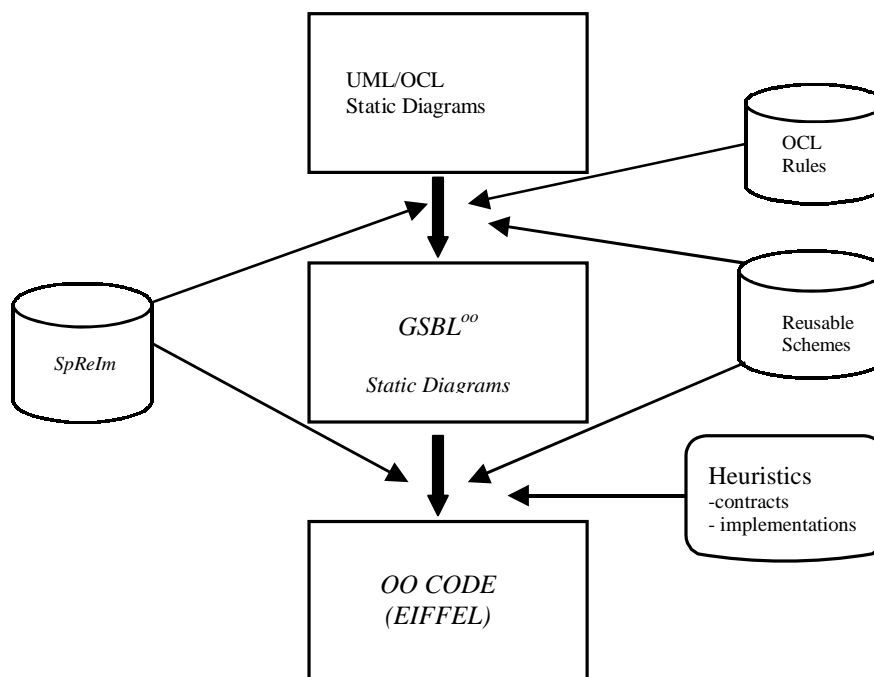 UML/OCL
Static Diagrams
OCL
Rules
GSBL^oo
Static Diagrams
SpReIm
Reusable
Schemes
Heuristics
-contracts
- implementations
OO CODE
(EIFFEL)